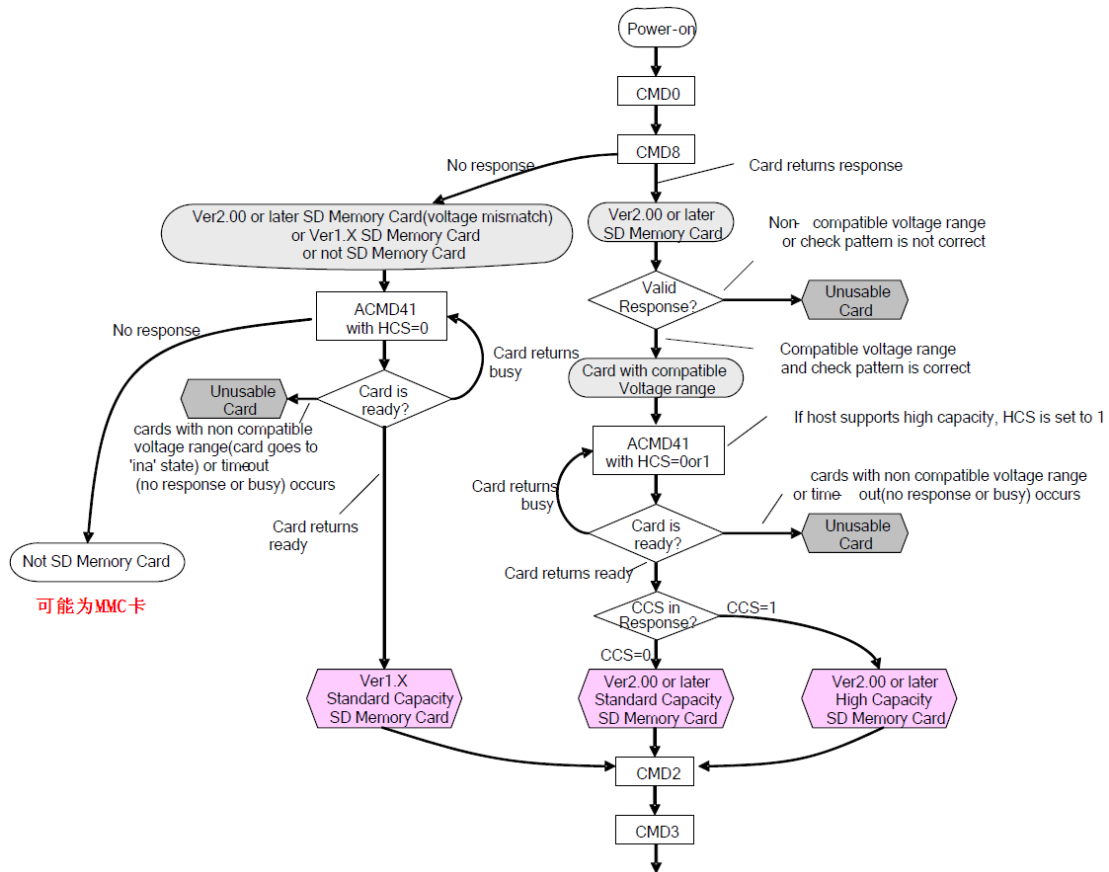 Power-on
CMD0
CMD8
No response
Card returns response
Ver2.00 or later SD Memory Card(voltage mismatch)
or Ver1.X SD Memory Card
or not SD Memory Card
Ver2.00 or later
SD Memory Card
Non- compatible voltage range
or check pattern is not correct
Valid
Response?
Unusable
Card
ACMD41
with HCS=0
No response
Card returns
busy
Compatible voltage range
and check pattern is correct
Card with compatible
Voltage range
Card is
ready?
Unusable
Card
cards with non compatible
voltage range(card goes to
'ina' state) or timeout
(no response or busy) occurs
If host supports high capacity, HCS is set to 1
ACMD41
with HCS=0or1
Card returns
busy
cards with non compatible voltage range
or time- out(no response or busy) occurs
Card is
ready?
Unusable
Card
Card returns
ready
Card returns ready
Not SD Memory Card
可能为MMC卡
CCS in
Response?
CCS=1
CCS=0
Ver1.X
Standard Capacity
SD Memory Card
Ver2.00 or later
Standard Capacity
SD Memory Card
Ver2.00 or later
High Capacity
SD Memory Card
CMD2
CMD3